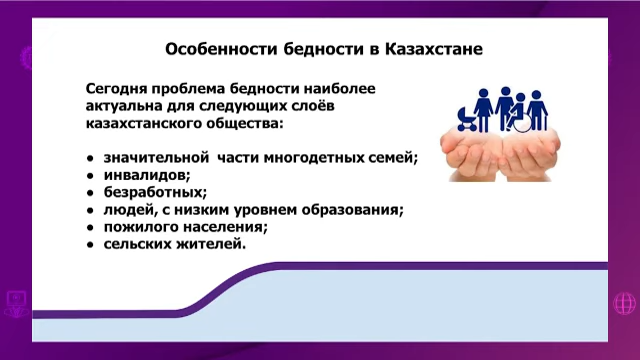 Особенности бедности в Казахстане
Сегодня проблема бедности наиболее
актуальна для следующих слоёв
казахстанского общества:
● значительной части многодетных семей;
● инвалидов;
● безработных;
● людей, с низким уровнем образования;
● пожилого населения;
● сельских жителей.